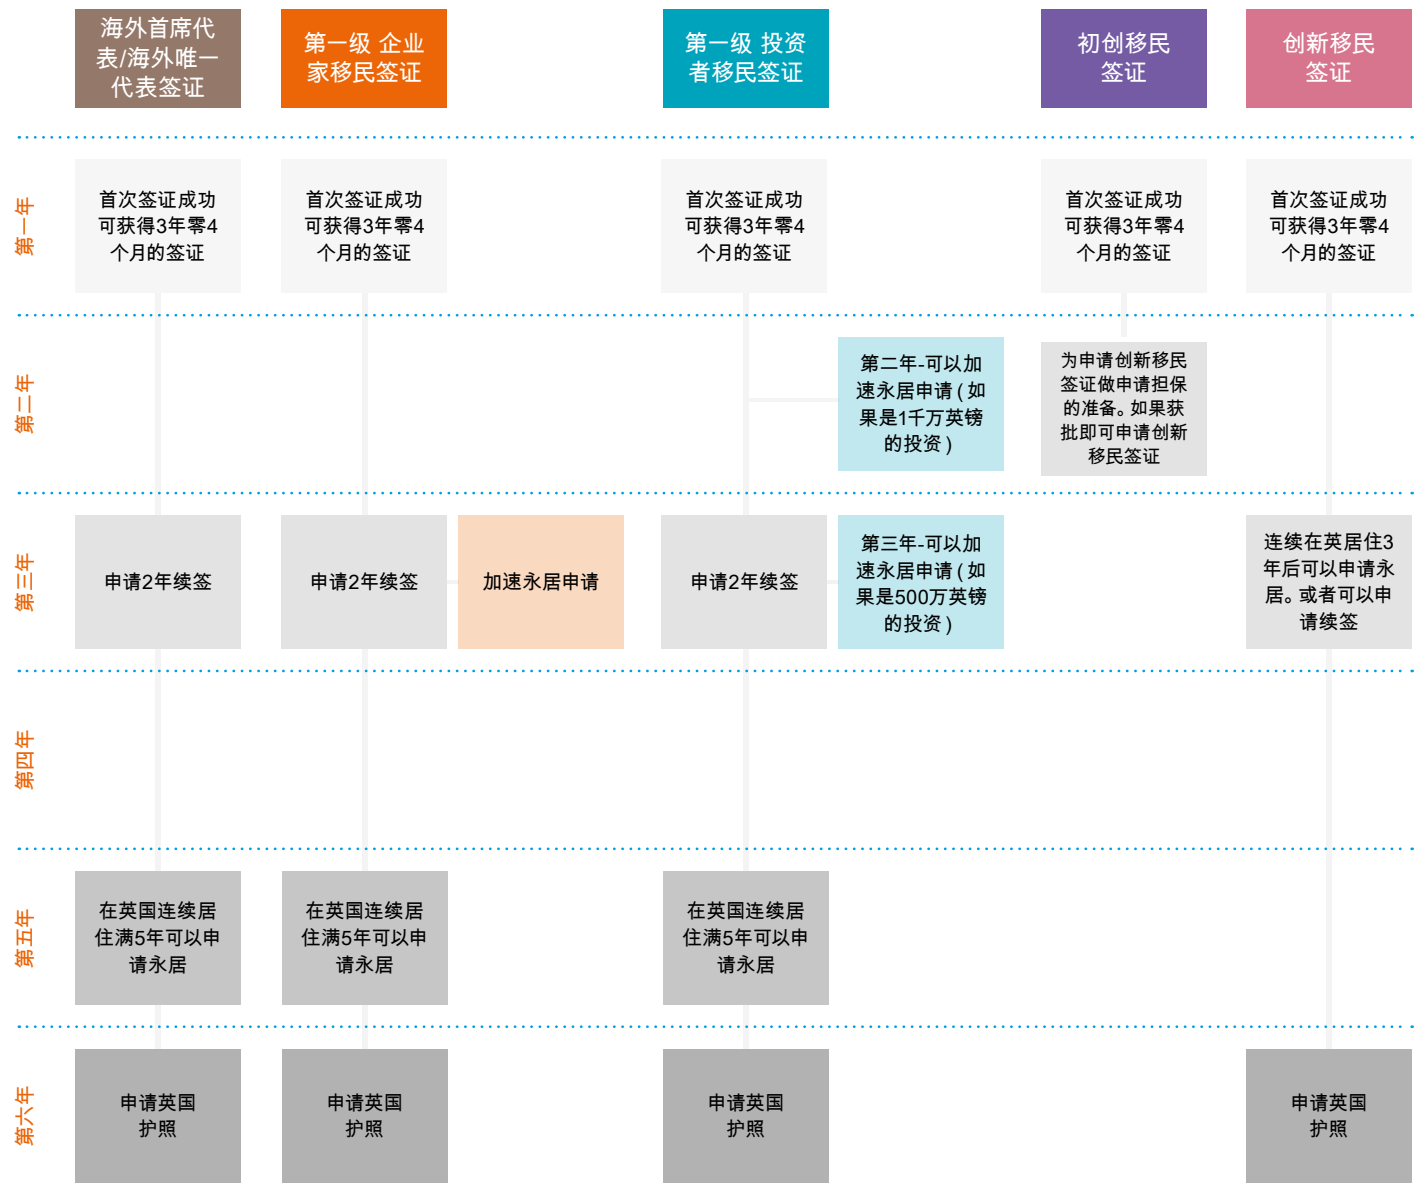 海外首席代
表/海外唯一
代表签证
第一级 企业
家移民签证
第一级 投资
者移民签证
初创移民
签证
创新移民
签证
第一年
首次签证成功
可获得3年零4
个月的签证
首次签证成功
可获得3年零4
个月的签证
首次签证成功
可获得3年零4
个月的签证
首次签证成功
可获得3年零4
个月的签证
首次签证成功
可获得3年零4
个月的签证
第二年
第二年-可以加
速永居申请(如
果是1千万英镑
的投资)
为申请创新移民
签证做申请担保
的准备。如果获
批即可申请创新
移民签证
第三年
申请2年续签
申请2年续签
加速永居申请
申请2年续签
第三年-可以加
速永居申请(如
果是500万英镑
的投资)
连续在英居住3
年后可以申请永
居。或者可以申
请续签
第四年
第五年
在英国连续居
住满5年可以申
请永居
在英国连续居
住满5年可以申
请永居
在英国连续居
住满5年可以申
请永居
第六年
申请英国
护照
申请英国
护照
申请英国
护照
申请英国
护照